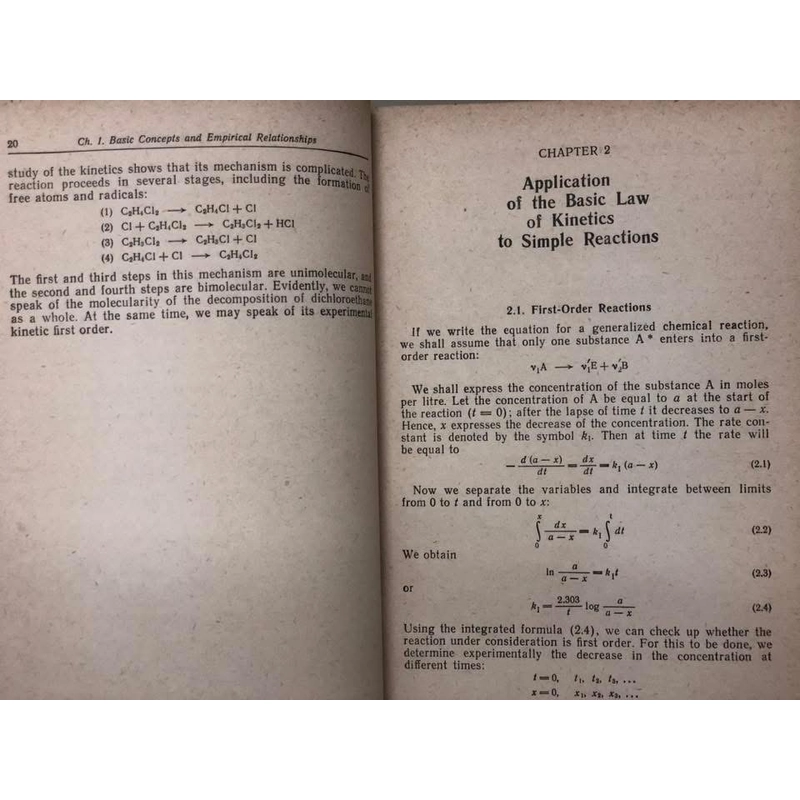 20
Ch. 1. Basic Concepts and Empirical Relationships
study of the kinetics shows that its mechanism is complicated. The
reaction proceeds in several stages, including the formation of
free atoms and radicals:
(1) C₂H₄Cl₂ ⟶ C₂H₄Cl + Cl
(2) Cl + C₂H₄Cl₂ ⟶ C₂H₃Cl₂ + HCl
(3) C₂H₃Cl₂ ⟶ C₂H₃Cl + Cl
(4) C₂H₄Cl + Cl ⟶ C₂H₄Cl₂
The first and third steps in this mechanism are unimolecular, and
the second and fourth steps are bimolecular. Evidently, we cannot
speak of the molecularity of the decomposition of dichloroethane
as a whole. At the same time, we may speak of its experimental
kinetic first order.
CHAPTER 2
Application
of the Basic Law
of Kinetics
to Simple Reactions
2.1. First-Order Reactions
If we write the equation for a generalized chemical reaction,
we shall assume that only one substance A* enters into a first-
order reaction:
ν₁A ⟶ ν′₁E + ν′₂B
We shall express the concentration of the substance A in moles
per litre. Let the concentration of A be equal to a at the start of
the reaction (t = 0); after the lapse of time t it decreases to a — x.
Hence, x expresses the decrease of the concentration. The rate con-
stant is denoted by the symbol k₁. Then at time t the rate will
be equal to
− d (a − x)/dt = dx/dt = k₁ (a − x) (2.1)
Now we separate the variables and integrate between limits
from 0 to t and from 0 to x:
∫₀ˣ dx/(a − x) = k₁ ∫₀ᵗ dt (2.2)
We obtain
ln a/(a − x) = k₁t (2.3)
or
k₁ = 2.303/t log a/(a − x) (2.4)
Using the integrated formula (2.4), we can check up whether the
reaction under consideration is first order. For this to be done, we
determine experimentally the decrease in the concentration at
different times:
t = 0, t₁, t₂, t₃, ...
x = 0, x₁, x₂, x₃, ...